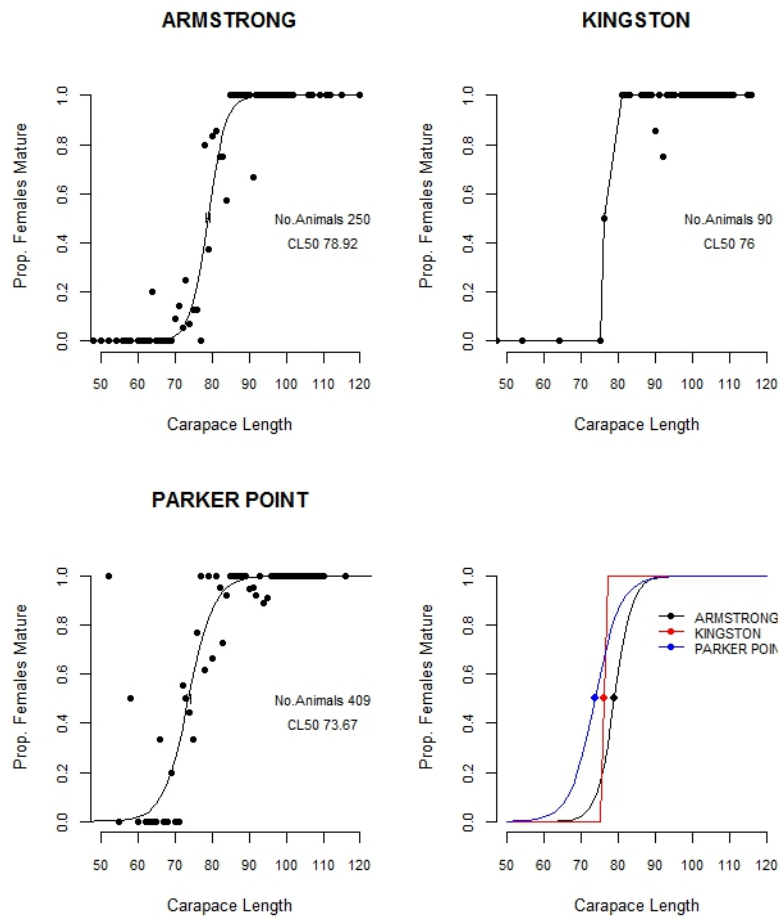 ARMSTRONG
Prop. Females Mature
1.0
0.8
0.6
0.4
0.2
0.0
No.Animals 250
CL50 78.92
50 60 70 80 90 100 110 120
Carapace Length
KINGSTON
Prop. Females Mature
1.0
0.8
0.6
0.4
0.2
0.0
No.Animals 90
CL50 76
50 60 70 80 90 100 110 120
Carapace Length
PARKER POINT
Prop. Females Mature
1.0
0.8
0.6
0.4
0.2
0.0
No.Animals 409
CL50 73.67
50 60 70 80 90 100 110 120
Carapace Length
Prop. Females Mature
1.0
0.8
0.6
0.4
0.2
0.0
ARMSTRONG
KINGSTON
PARKER POIN
50 60 70 80 90 100 110 120
Carapace Length